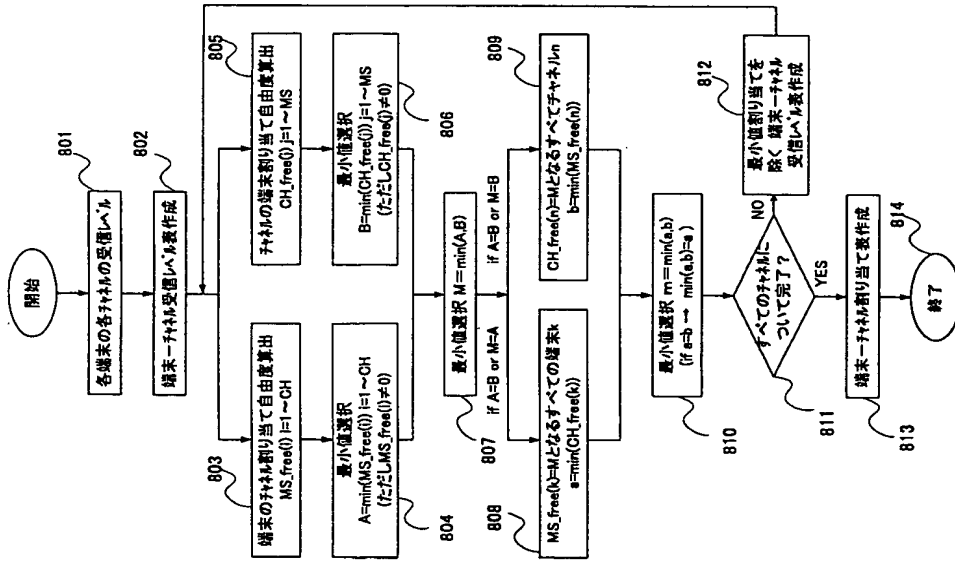 開始
801
各端末の各チャネルの受信レベル
802
端末ーチャネル受信レベル表作成
803
端末のチャネル割り当て自由度算出
MS_free(i) i=1～CH
805
チャネルの端末割り当て自由度算出
CH_free(j) j=1～MS
804
最小値選択
A=min(MS_free(i)) i=1～CH
(ただしMS_free(i)≠0)
806
最小値選択
B=min(CH_free(j)) j=1～MS
(ただしCH_free(j)≠0)
807
最小値選択 M=min(A,B)
if A=B or M=A
if A=B or M=B
808
MS_free(k)=Mとなるすべての端末k
a=min(CH_free(k))
809
CH_free(n)=Mとなるすべてチャネルn
b=min(MS_free(n))
810
最小値選択 m=min(a,b)
(if a=b → min(a,b)=a )
811
すべてのチャネルに
ついて完了？
NO
812
最小値割り当てを
除く 端末ーチャネル
受信レベル表作成
YES
813
端末ーチャネル割り当て表作成
814
終了